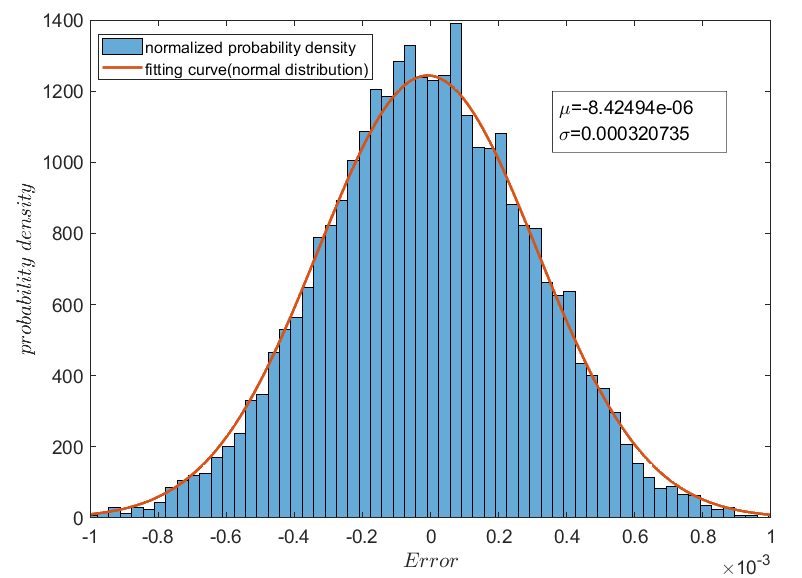 normalized probability density
fitting curve(normal distribution)
μ=-8.42494e-06
σ=0.000320735
probability density
1400
1200
1000
800
600
400
200
0
-1 -0.8 -0.6 -0.4 -0.2 0 0.2 0.4 0.6 0.8 1
Error
×10-3